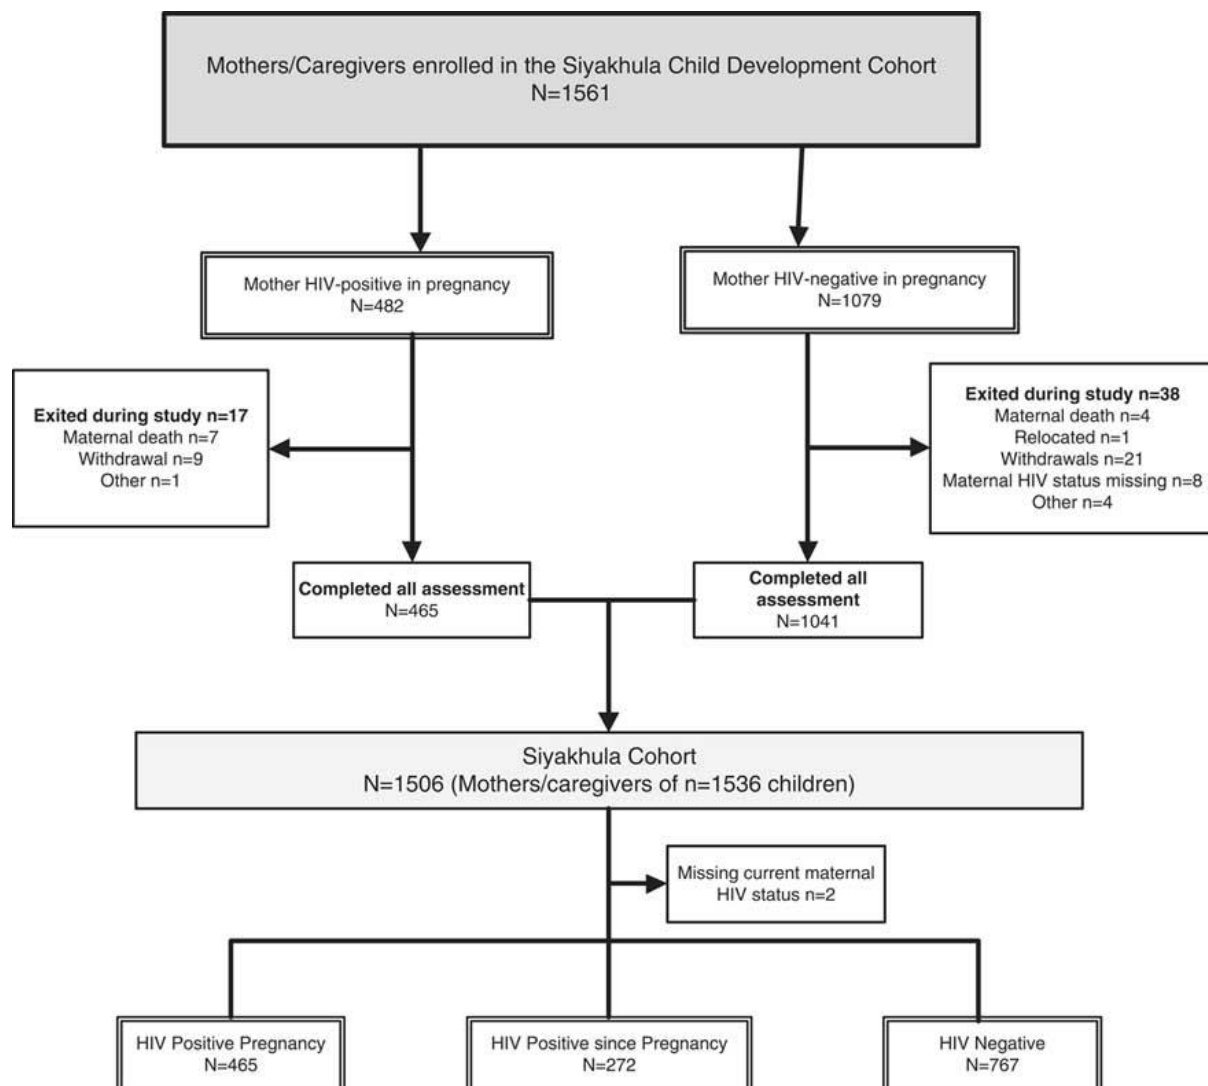 Mothers/Caregivers enrolled in the Siyakhula Child Development Cohort
N=1561
Mother HIV-positive in pregnancy
N=482
Mother HIV-negative in pregnancy
N=1079
Exited during study n=17
Maternal death n=7
Withdrawal n=9
Other n=1
Exited during study n=38
Maternal death n=4
Relocated n=1
Withdrawals n=21
Maternal HIV status missing n=8
Other n=4
Completed all assessment
N=465
Completed all
assessment
N=1041
Siyakhula Cohort
N=1506 (Mothers/caregivers of n=1536 children)
Missing current maternal
HIV status n=2
HIV Positive Pregnancy
N=465
HIV Positive since Pregnancy
N=272
HIV Negative
N=767